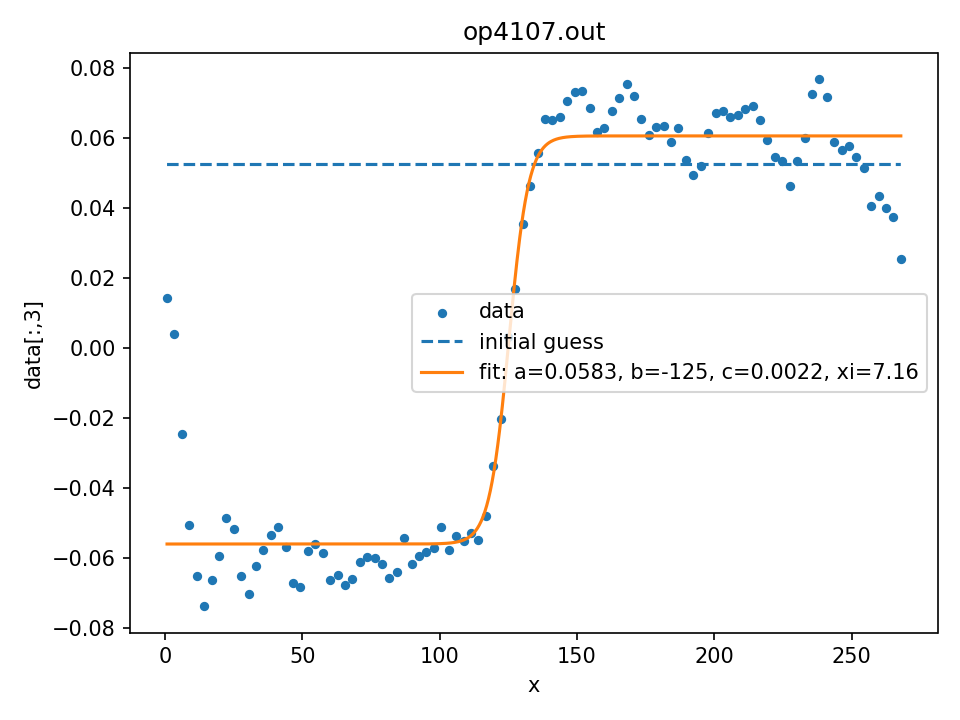 op4107.out
0.08
0.06
0.04
0.02
0.00
−0.02
−0.04
−0.06
−0.08
data[:,3]
data
initial guess
fit: a=0.0583, b=-125, c=0.0022, xi=7.16
0 50 100 150 200 250
x